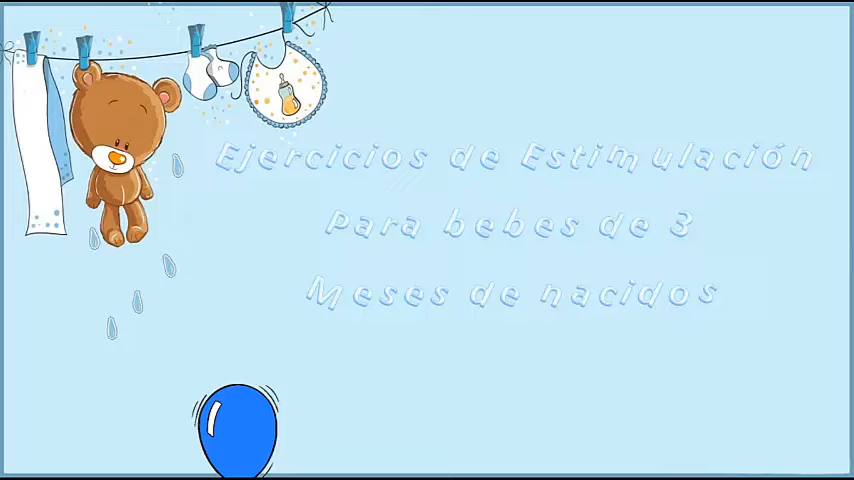 Ejercicios de Estimulación
Para bebes de 3
Meses de nacidos